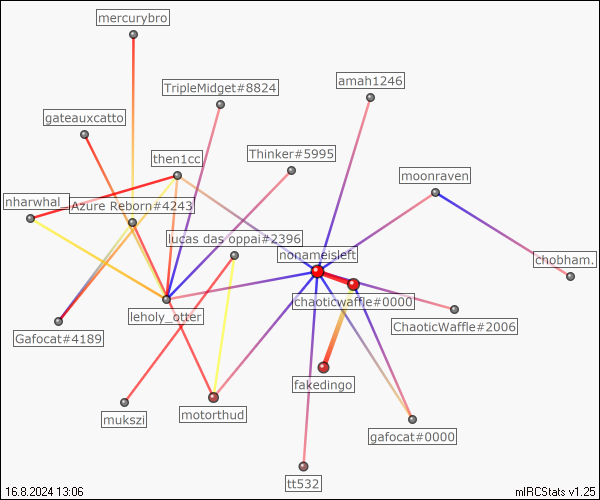 mercurybro
TripleMidget#8824
amah1246
gateauxcatto
then1cc
Thinker#5995
moonraven
nharwhal_
Azure Reborn#4243
lucas das oppai#2396
nonameisleft
chobham.
chaoticwaffle#0000
leholy_otter
ChaoticWaffle#2006
Gafocat#4189
fakedingo
mukszi
motorthud
gafocat#0000
tt532
16.8.2024 13:06
mIRCStats v1.25